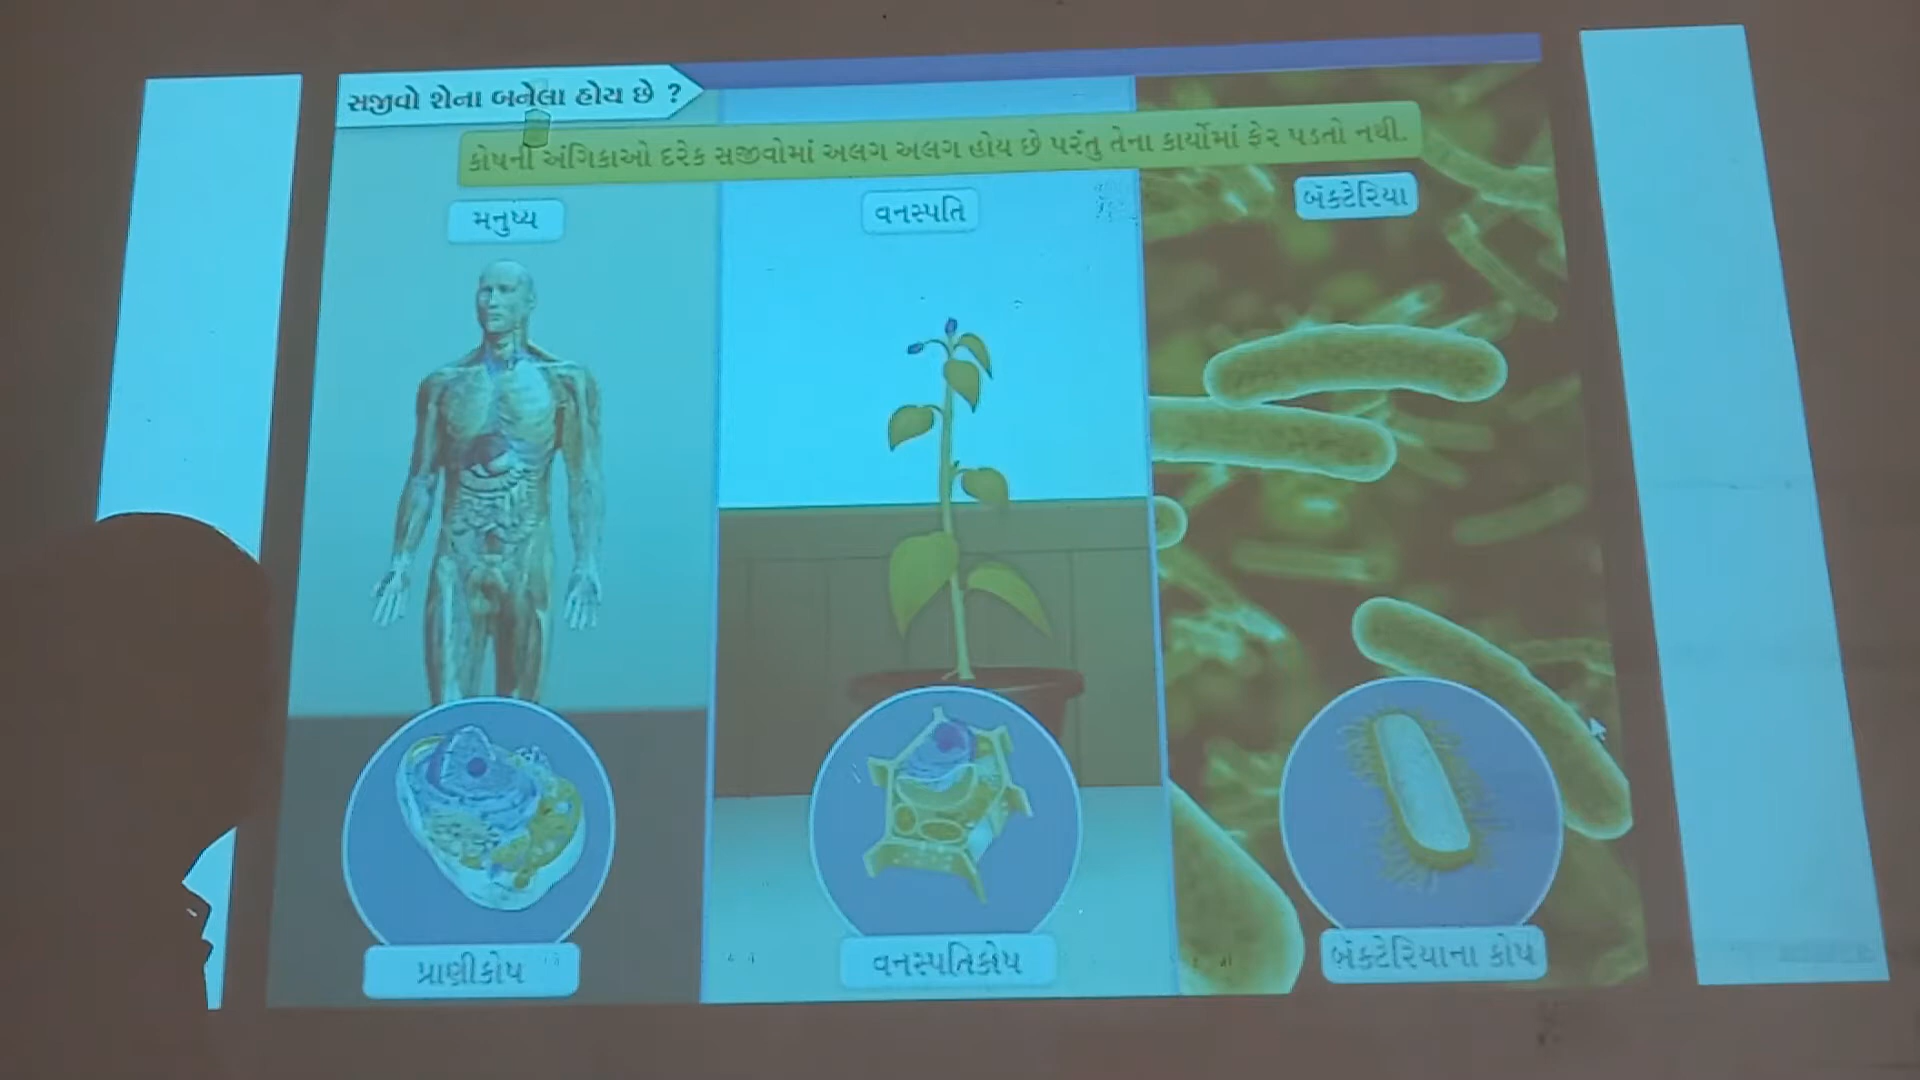 સજીવો શેના બનેલા હોય છે ?
કોષની અંગિકાઓ દરેક સજીવોમાં અલગ અલગ હોય છે પરંતુ તેના કાર્યોમાં ફેર પડતો નથી.
મનુષ્ય
વનસ્પતિ
બૅક્ટેરિયા
પ્રાણીકોષ
વનસ્પતિકોષ
બૅક્ટેરિયાના કોષ